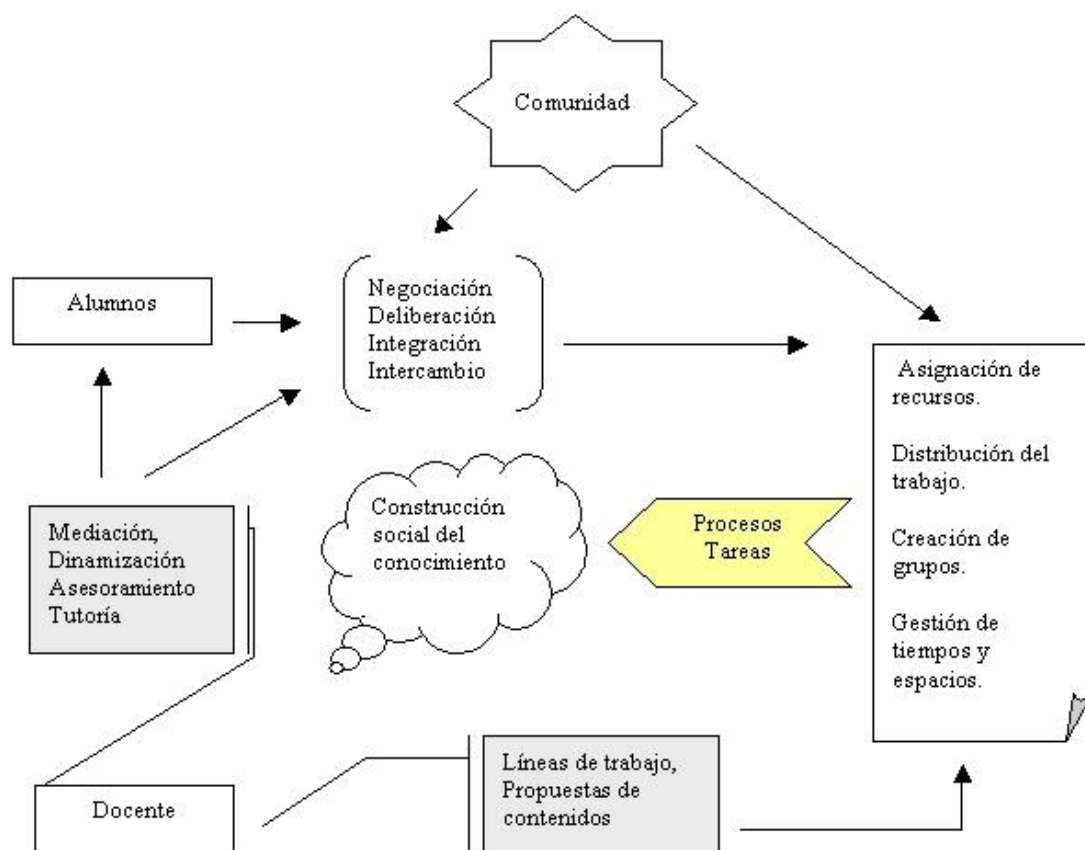 Comunidad
Alumnos
Negociación
Deliberación
Integración
Intercambio
Asignación de
recursos.
Distribución del
trabajo.
Creación de
grupos.
Gestión de
tiempos y
espacios.
Mediación,
Dinamización
Asesoramiento
Tutoría
Construcción
social del
conocimiento
Procesos
Tareas
Docente
Líneas de trabajo,
Propuestas de
contenidos